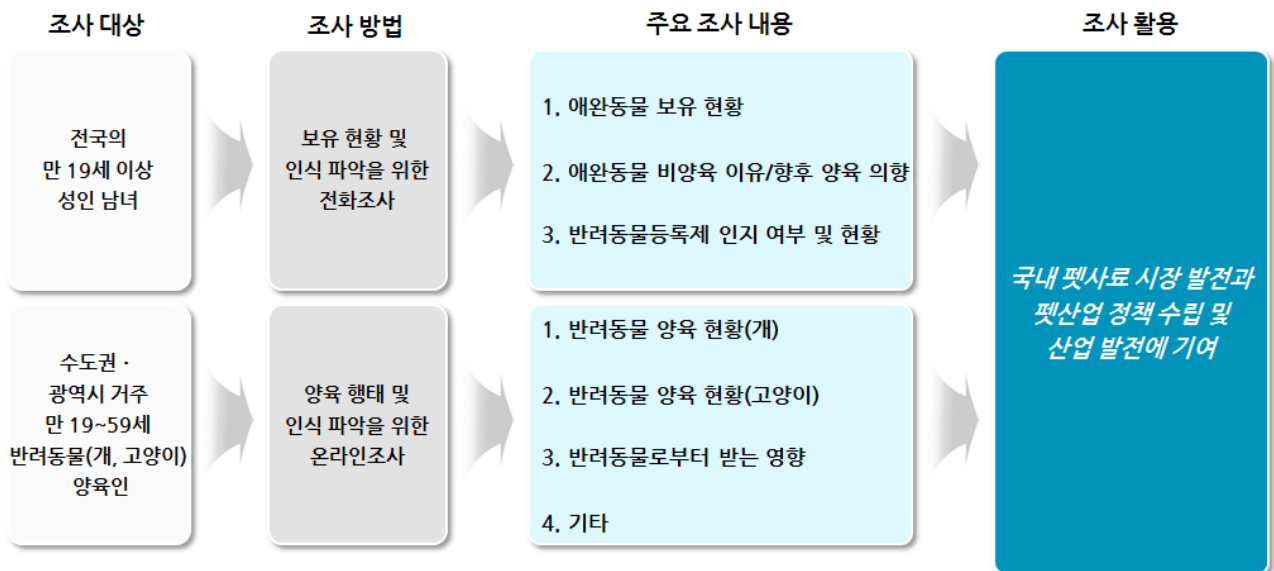 조사 대상
조사 방법
주요 조사 내용
조사 활용
전국의
만 19세 이상
성인 남녀
보유 현황 및
인식 파악을 위한
전화조사
1. 애완동물 보유 현황
2. 애완동물 비양육 이유/향후 양육 의향
3. 반려동물등록제 인지 여부 및 현황
수도권 ·
광역시 거주
만 19~59세
반려동물(개, 고양이)
양육인
양육 행태 및
인식 파악을 위한
온라인조사
1. 반려동물 양육 현황(개)
2. 반려동물 양육 현황(고양이)
3. 반려동물로부터 받는 영향
4. 기타
국내 펫사료 시장 발전과
펫산업 정책 수립 및
산업 발전에 기여